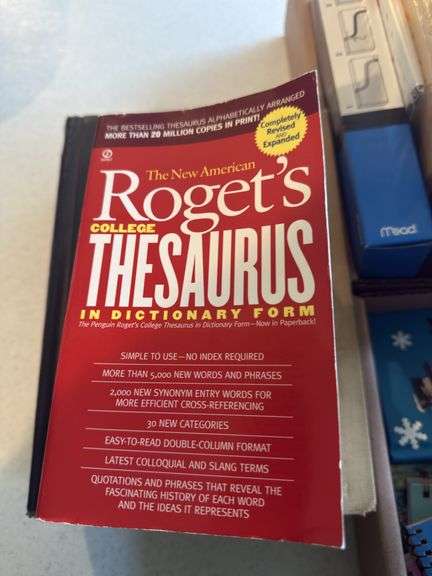 THE BESTSELLING THESAURUS ALPHABETICALLY ARRANGED
MORE THAN 20 MILLION COPIES IN PRINT!
Completely
Revised
AND
Expanded
The New American
Roget's
COLLEGE
THESAURUS
IN DICTIONARY FORM
The Penguin Roget's College Thesaurus in Dictionary Form—Now in Paperback!
SIMPLE TO USE—NO INDEX REQUIRED
MORE THAN 5,000 NEW WORDS AND PHRASES
2,000 NEW SYNONYM ENTRY WORDS FOR
MORE EFFICIENT CROSS-REFERENCING
30 NEW CATEGORIES
EASY-TO-READ DOUBLE-COLUMN FORMAT
LATEST COLLOQUIAL AND SLANG TERMS
QUOTATIONS AND PHRASES THAT REVEAL THE
FASCINATING HISTORY OF EACH WORD
AND THE IDEAS IT REPRESENTS
Mead